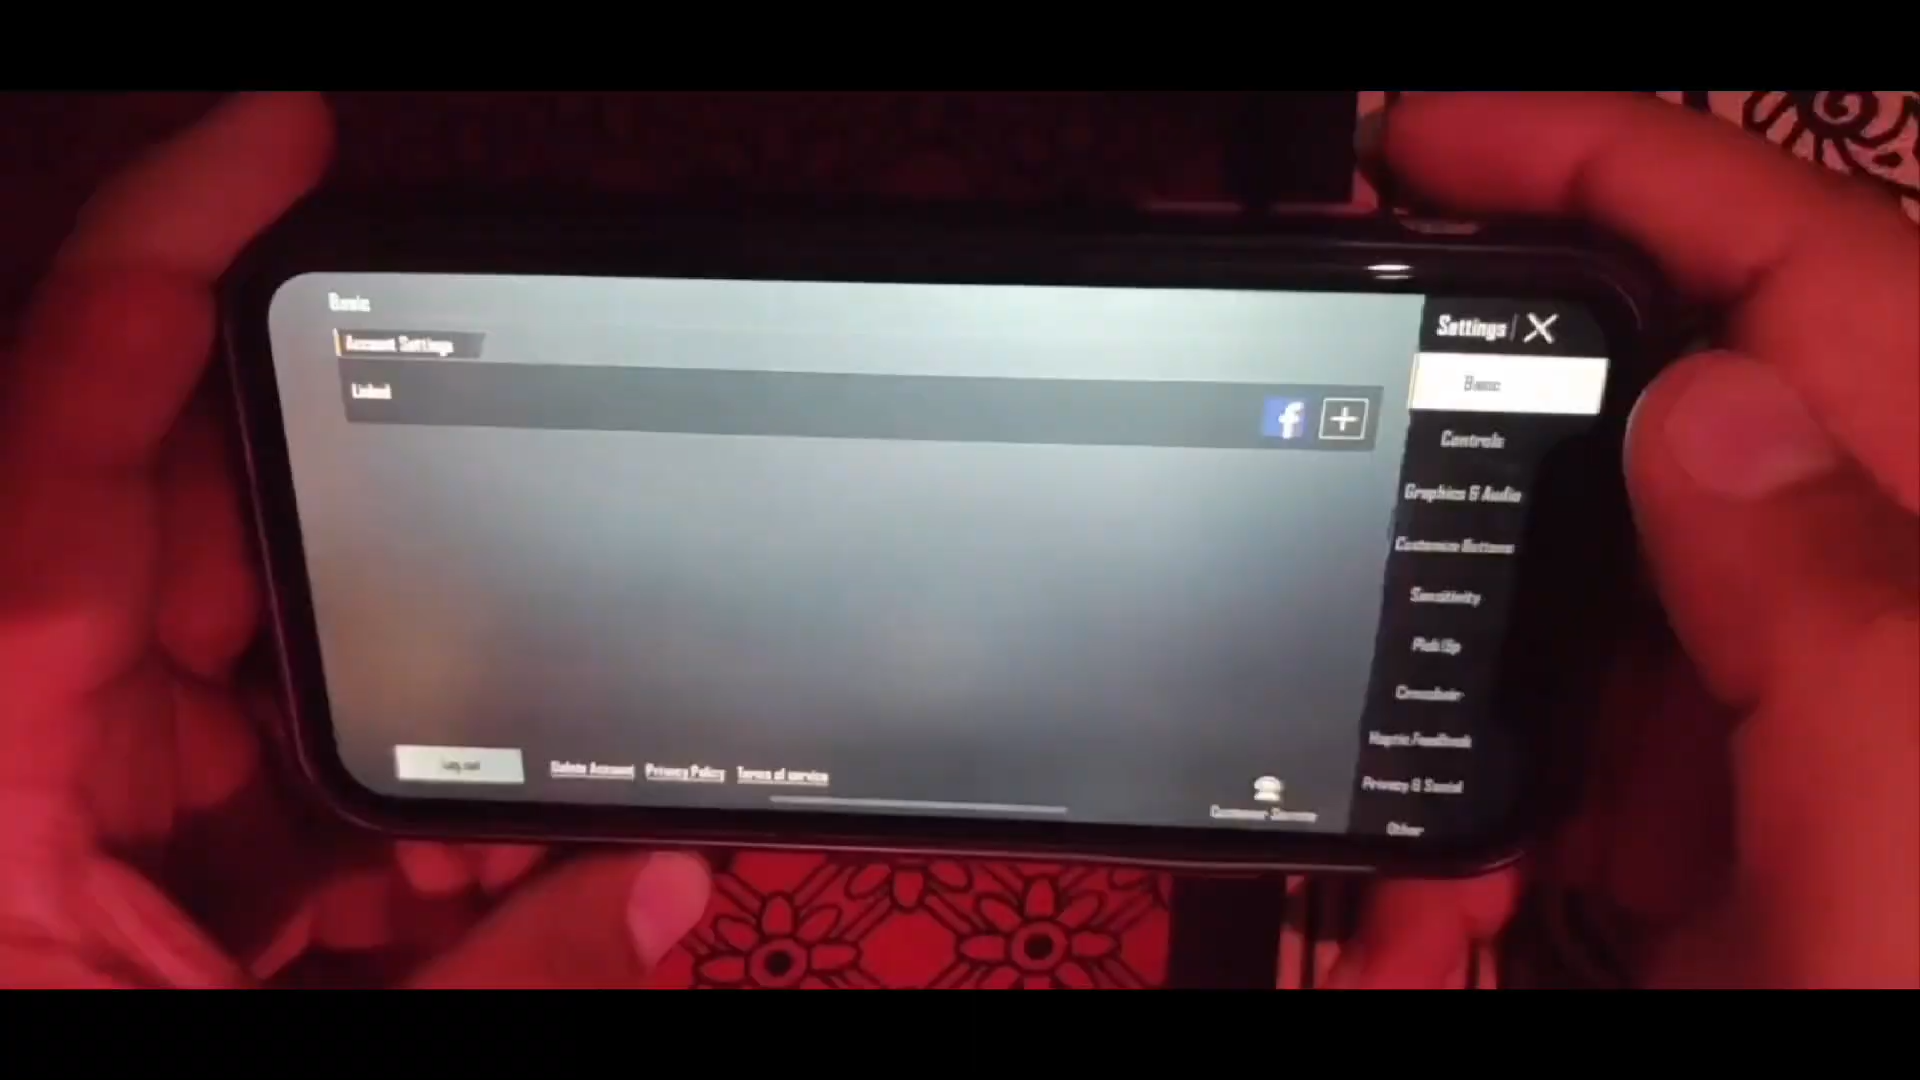 Basic
Account Settings
Linked
Log out
Delete Account
Privacy Policy
Terms of service
Customer Service
Settings
Basic
Controls
Graphics & Audio
Customize Buttons
Sensitivity
Pick Up
Crosshair
Haptic Feedback
Privacy & Social
Other